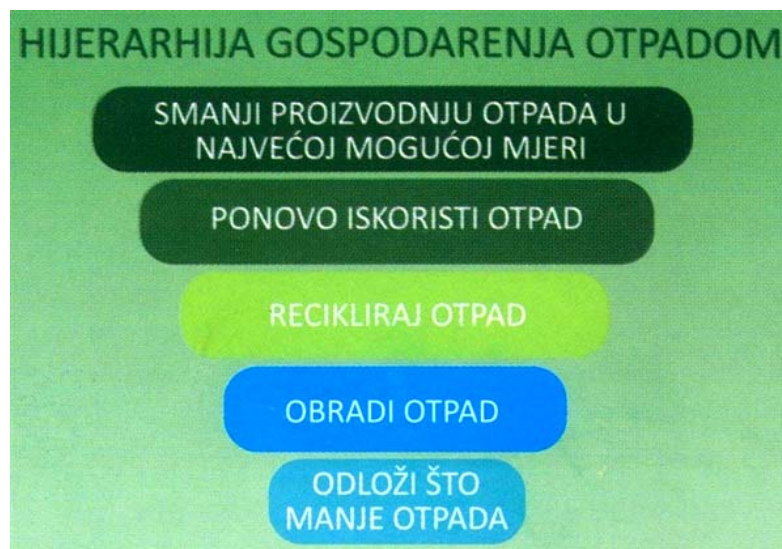 HIJERARHIJA GOSPODARENJA OTPADOM
SMANJI PROIZVODNJU OTPADA U
NAJVEĆOJ MOGUĆOJ MJERI
PONOVO ISKORISTI OTPAD
RECIKLIRAJ OTPAD
OBRADI OTPAD
ODLOŽI ŠTO
MANJE OTPADA